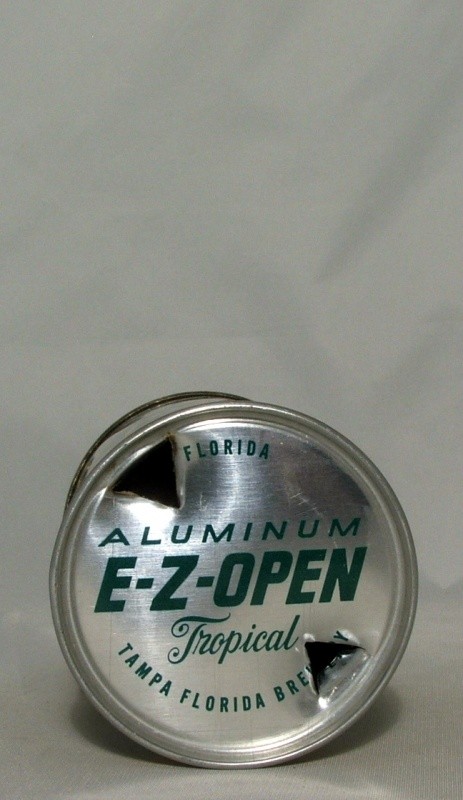 FLORIDA
ALUMINUM
E-Z-OPEN
Tropical
TAMPA FLORIDA